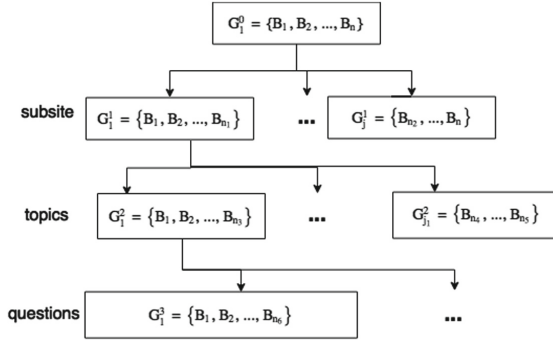 G₁⁰ = {B₁, B₂, ..., Bₙ}
subsite
G₁¹ = {B₁, B₂, ..., Bₙ₁}
...
Gⱼ¹ = {Bₙ₂, ..., Bₙ}
topics
G₁² = {B₁, B₂, ..., Bₙ₃}
...
Gⱼ₁² = {Bₙ₄, ..., Bₙ₅}
questions
G₁³ = {B₁, B₂, ..., Bₙ₆}
...